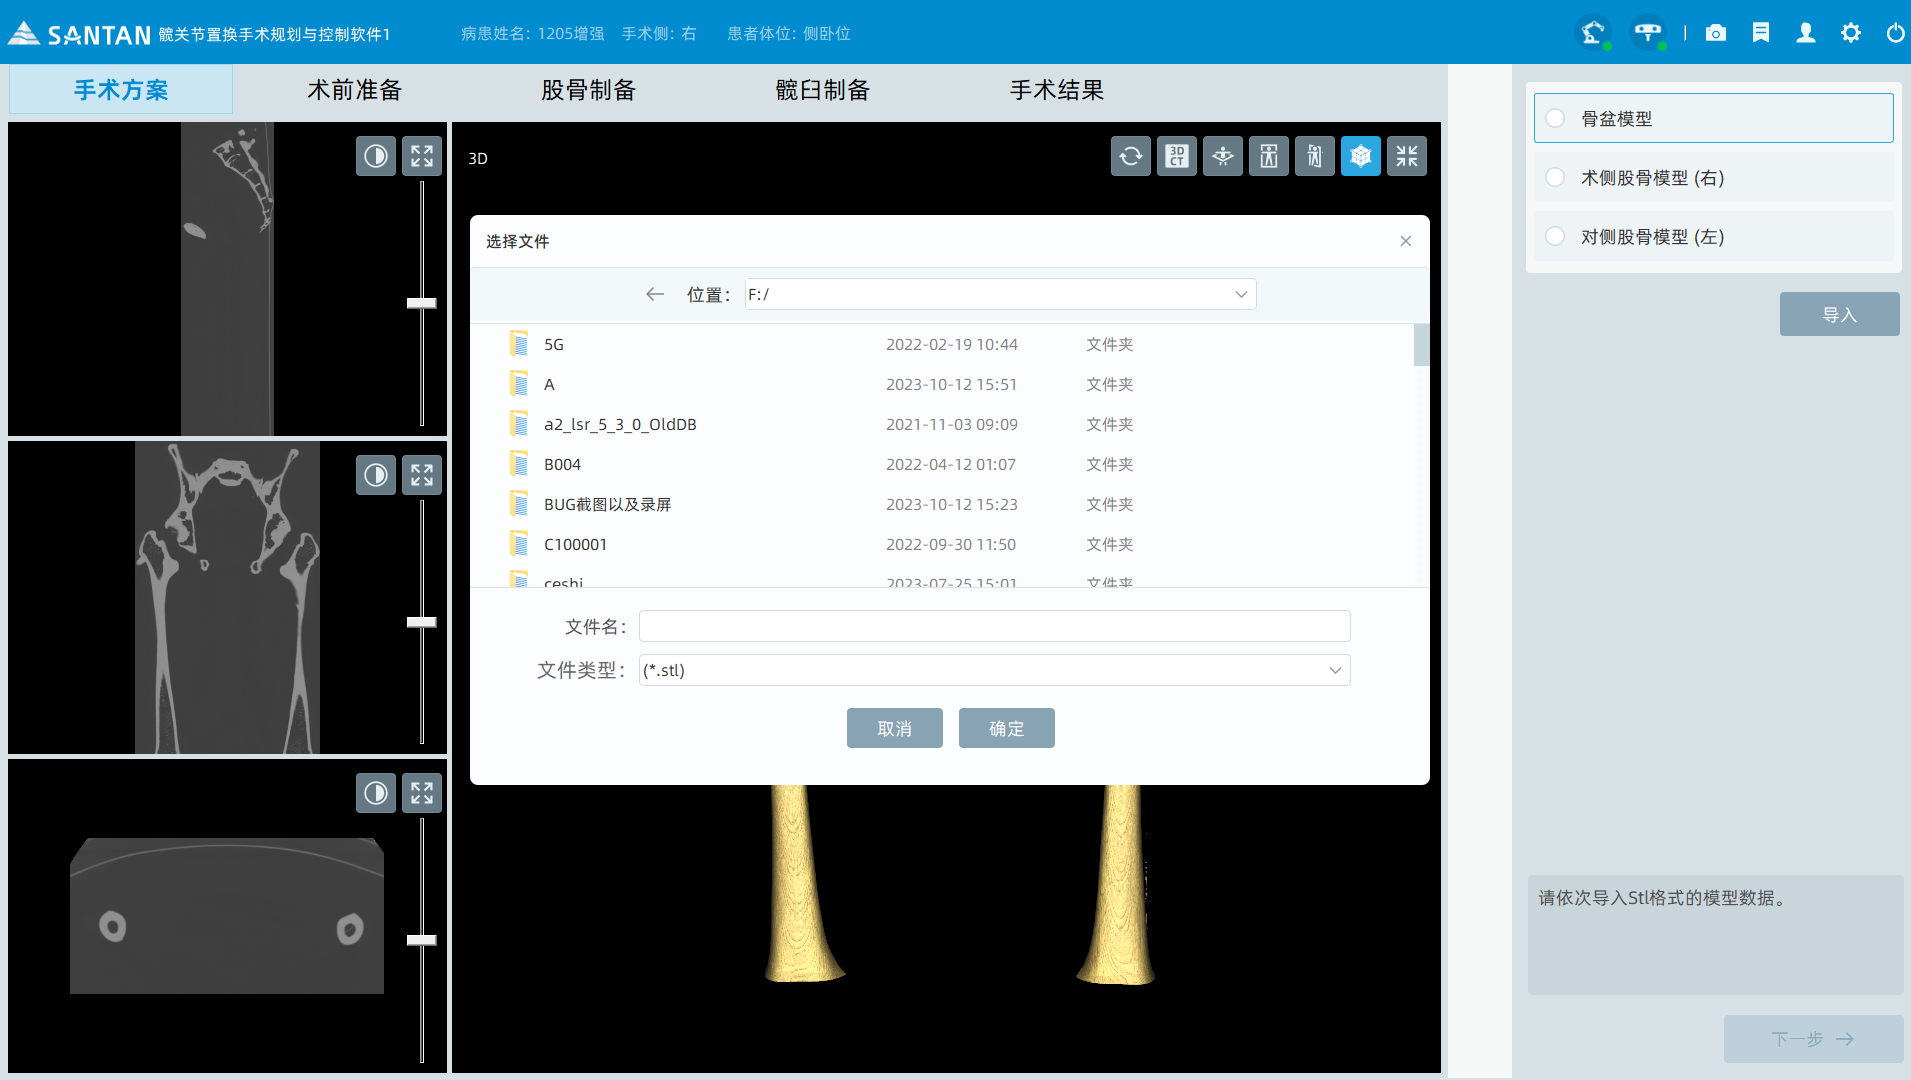 SANTAN 髋关节置换手术规划与控制软件1 病患姓名: 1205增强 手术侧: 右 患者体位: 侧卧位
手术方案 术前准备 股骨制备 髋臼制备 手术结果
3D
3D CT
选择文件
位置: F:/
5G 2022-02-19 10:44 文件夹
A 2023-10-12 15:51 文件夹
a2_lsr_5_3_0_OldDB 2021-11-03 09:09 文件夹
B004 2022-04-12 01:07 文件夹
BUG截图以及录屏 2023-10-12 15:23 文件夹
C100001 2022-09-30 11:50 文件夹
ceshi 2023-07-25 15:01 文件夹
文件名:
文件类型: (*.stl)
取消 确定
骨盆模型
术侧股骨模型 (右)
对侧股骨模型 (左)
导入
请依次导入Stl格式的模型数据。
下一步